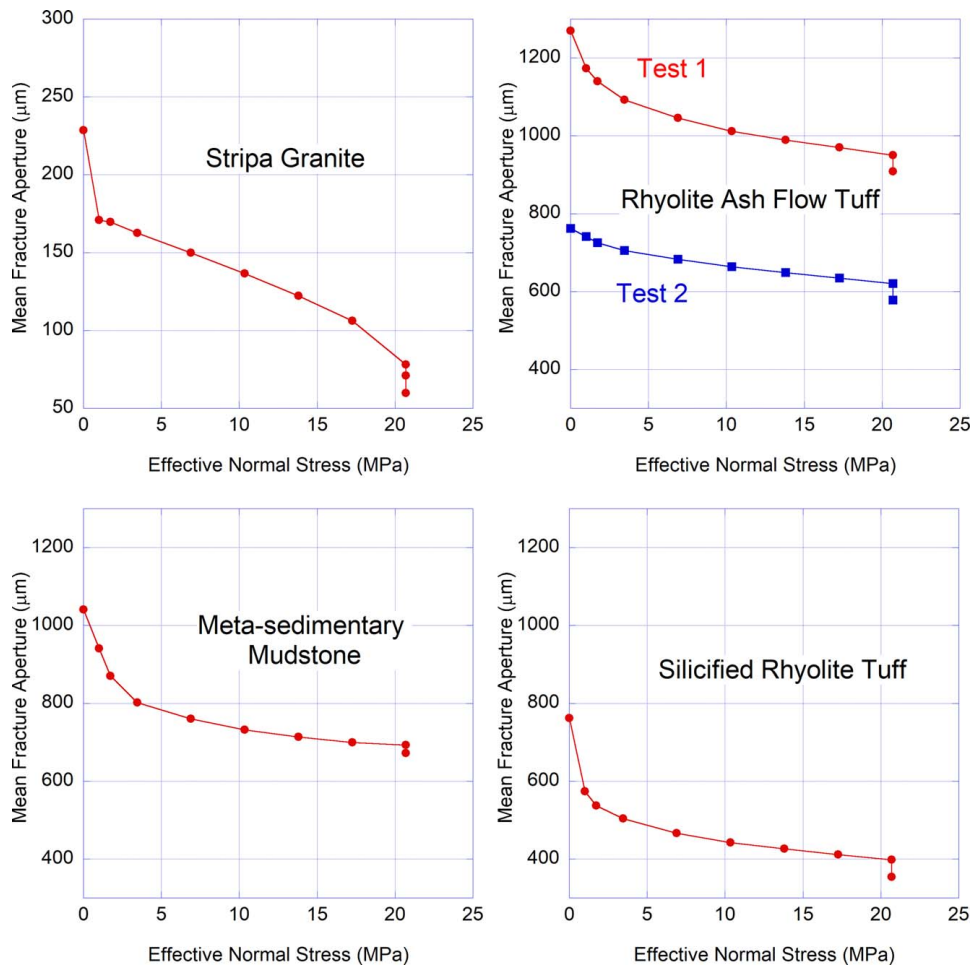 300
250
200
150
100
50
Mean Fracture Aperture (μm)
Stripa Granite
0 5 10 15 20 25
Effective Normal Stress (MPa)
1200
1000
800
600
400
Mean Fracture Aperture (μm)
Test 1
Rhyolite Ash Flow Tuff
Test 2
0 5 10 15 20 25
Effective Normal Stress (MPa)
1200
1000
800
600
400
Mean Fracture Aperture (μm)
Meta-sedimentary
Mudstone
0 5 10 15 20 25
Effective Normal Stress (MPa)
1200
1000
800
600
400
Mean Fracture Aperture (μm)
Silicified Rhyolite Tuff
0 5 10 15 20 25
Effective Normal Stress (MPa)